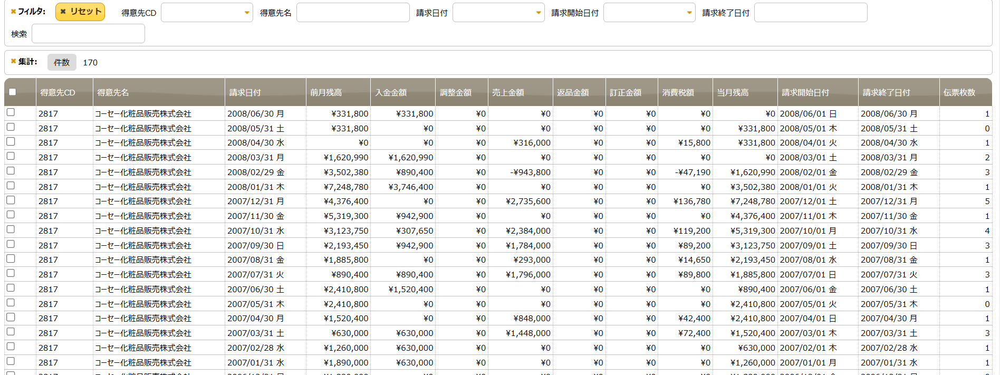 フィルタ: リセット 得意先CD 得意先名 請求日付 請求開始日付 請求終了日付
検索
集計: 件数 170
得意先CD 得意先名 請求日付 前月残高 入金金額 調整金額 売上金額 返品金額 訂正金額 消費税額 当月残高 請求開始日付 請求終了日付 伝票枚数
2817 コーセー化粧品販売株式会社 2008/06/30 月 ¥331,800 ¥331,800 ¥0 ¥0 ¥0 ¥0 ¥0 ¥0 2008/06/01 日 2008/06/30 月 1
2817 コーセー化粧品販売株式会社 2008/05/31 土 ¥331,800 ¥0 ¥0 ¥0 ¥0 ¥0 ¥0 ¥331,800 2008/05/01 木 2008/05/31 土 0
2817 コーセー化粧品販売株式会社 2008/04/30 水 ¥0 ¥0 ¥0 ¥316,000 ¥0 ¥0 ¥15,800 ¥331,800 2008/04/01 火 2008/04/30 水 1
2817 コーセー化粧品販売株式会社 2008/03/31 月 ¥1,620,990 ¥1,620,990 ¥0 ¥0 ¥0 ¥0 ¥0 ¥0 2008/03/01 土 2008/03/31 月 2
2817 コーセー化粧品販売株式会社 2008/02/29 金 ¥3,502,380 ¥890,400 ¥0 -¥943,800 ¥0 ¥0 -¥47,190 ¥1,620,990 2008/02/01 金 2008/02/29 金 3
2817 コーセー化粧品販売株式会社 2008/01/31 木 ¥7,248,780 ¥3,746,400 ¥0 ¥0 ¥0 ¥0 ¥0 ¥3,502,380 2008/01/01 火 2008/01/31 木 1
2817 コーセー化粧品販売株式会社 2007/12/31 月 ¥4,376,400 ¥0 ¥0 ¥2,735,600 ¥0 ¥0 ¥136,780 ¥7,248,780 2007/12/01 土 2007/12/31 月 5
2817 コーセー化粧品販売株式会社 2007/11/30 金 ¥5,319,300 ¥942,900 ¥0 ¥0 ¥0 ¥0 ¥0 ¥4,376,400 2007/11/01 木 2007/11/30 金 1
2817 コーセー化粧品販売株式会社 2007/10/31 水 ¥3,123,750 ¥307,650 ¥0 ¥2,384,000 ¥0 ¥0 ¥119,200 ¥5,319,300 2007/10/01 月 2007/10/31 水 4
2817 コーセー化粧品販売株式会社 2007/09/30 日 ¥2,193,450 ¥942,900 ¥0 ¥1,784,000 ¥0 ¥0 ¥89,200 ¥3,123,750 2007/09/01 土 2007/09/30 日 3
2817 コーセー化粧品販売株式会社 2007/08/31 金 ¥1,885,800 ¥0 ¥0 ¥293,000 ¥0 ¥0 ¥14,650 ¥2,193,450 2007/08/01 水 2007/08/31 金 1
2817 コーセー化粧品販売株式会社 2007/07/31 火 ¥890,400 ¥890,400 ¥0 ¥1,796,000 ¥0 ¥0 ¥89,800 ¥1,885,800 2007/07/01 日 2007/07/31 火 3
2817 コーセー化粧品販売株式会社 2007/06/30 土 ¥2,410,800 ¥1,520,400 ¥0 ¥0 ¥0 ¥0 ¥0 ¥890,400 2007/06/01 金 2007/06/30 土 1
2817 コーセー化粧品販売株式会社 2007/05/31 木 ¥2,410,800 ¥0 ¥0 ¥0 ¥0 ¥0 ¥0 ¥2,410,800 2007/05/01 火 2007/05/31 木 0
2817 コーセー化粧品販売株式会社 2007/04/30 月 ¥1,520,400 ¥0 ¥0 ¥848,000 ¥0 ¥0 ¥42,400 ¥2,410,800 2007/04/01 日 2007/04/30 月 1
2817 コーセー化粧品販売株式会社 2007/03/31 土 ¥630,000 ¥630,000 ¥0 ¥1,448,000 ¥0 ¥0 ¥72,400 ¥1,520,400 2007/03/01 木 2007/03/31 土 3
2817 コーセー化粧品販売株式会社 2007/02/28 水 ¥1,260,000 ¥630,000 ¥0 ¥0 ¥0 ¥0 ¥0 ¥630,000 2007/02/01 木 2007/02/28 水 1
2817 コーセー化粧品販売株式会社 2007/01/31 水 ¥1,890,000 ¥630,000 ¥0 ¥0 ¥0 ¥0 ¥0 ¥1,260,000 2007/01/01 月 2007/01/31 水 1